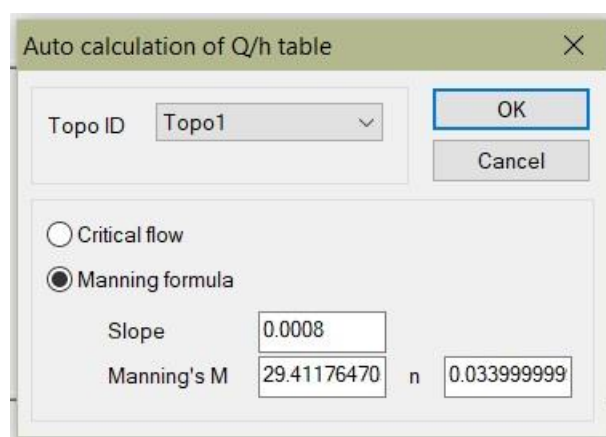 Auto calculation of Q/h table
Topo ID Topo1 OK
Cancel
Critical flow
Manning formula
Slope 0.0008
Manning's M 29.41176470 n 0.033999999